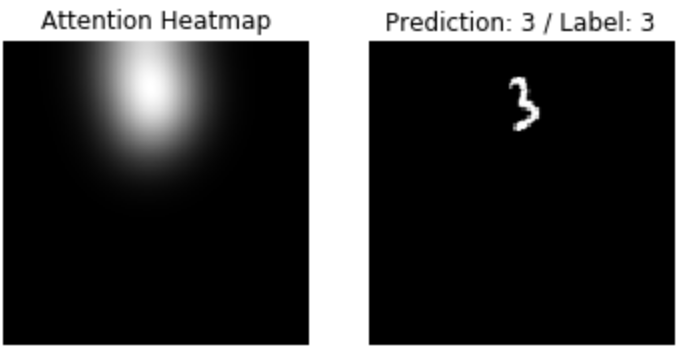 Attention Heatmap
Prediction: 3 / Label: 3
3